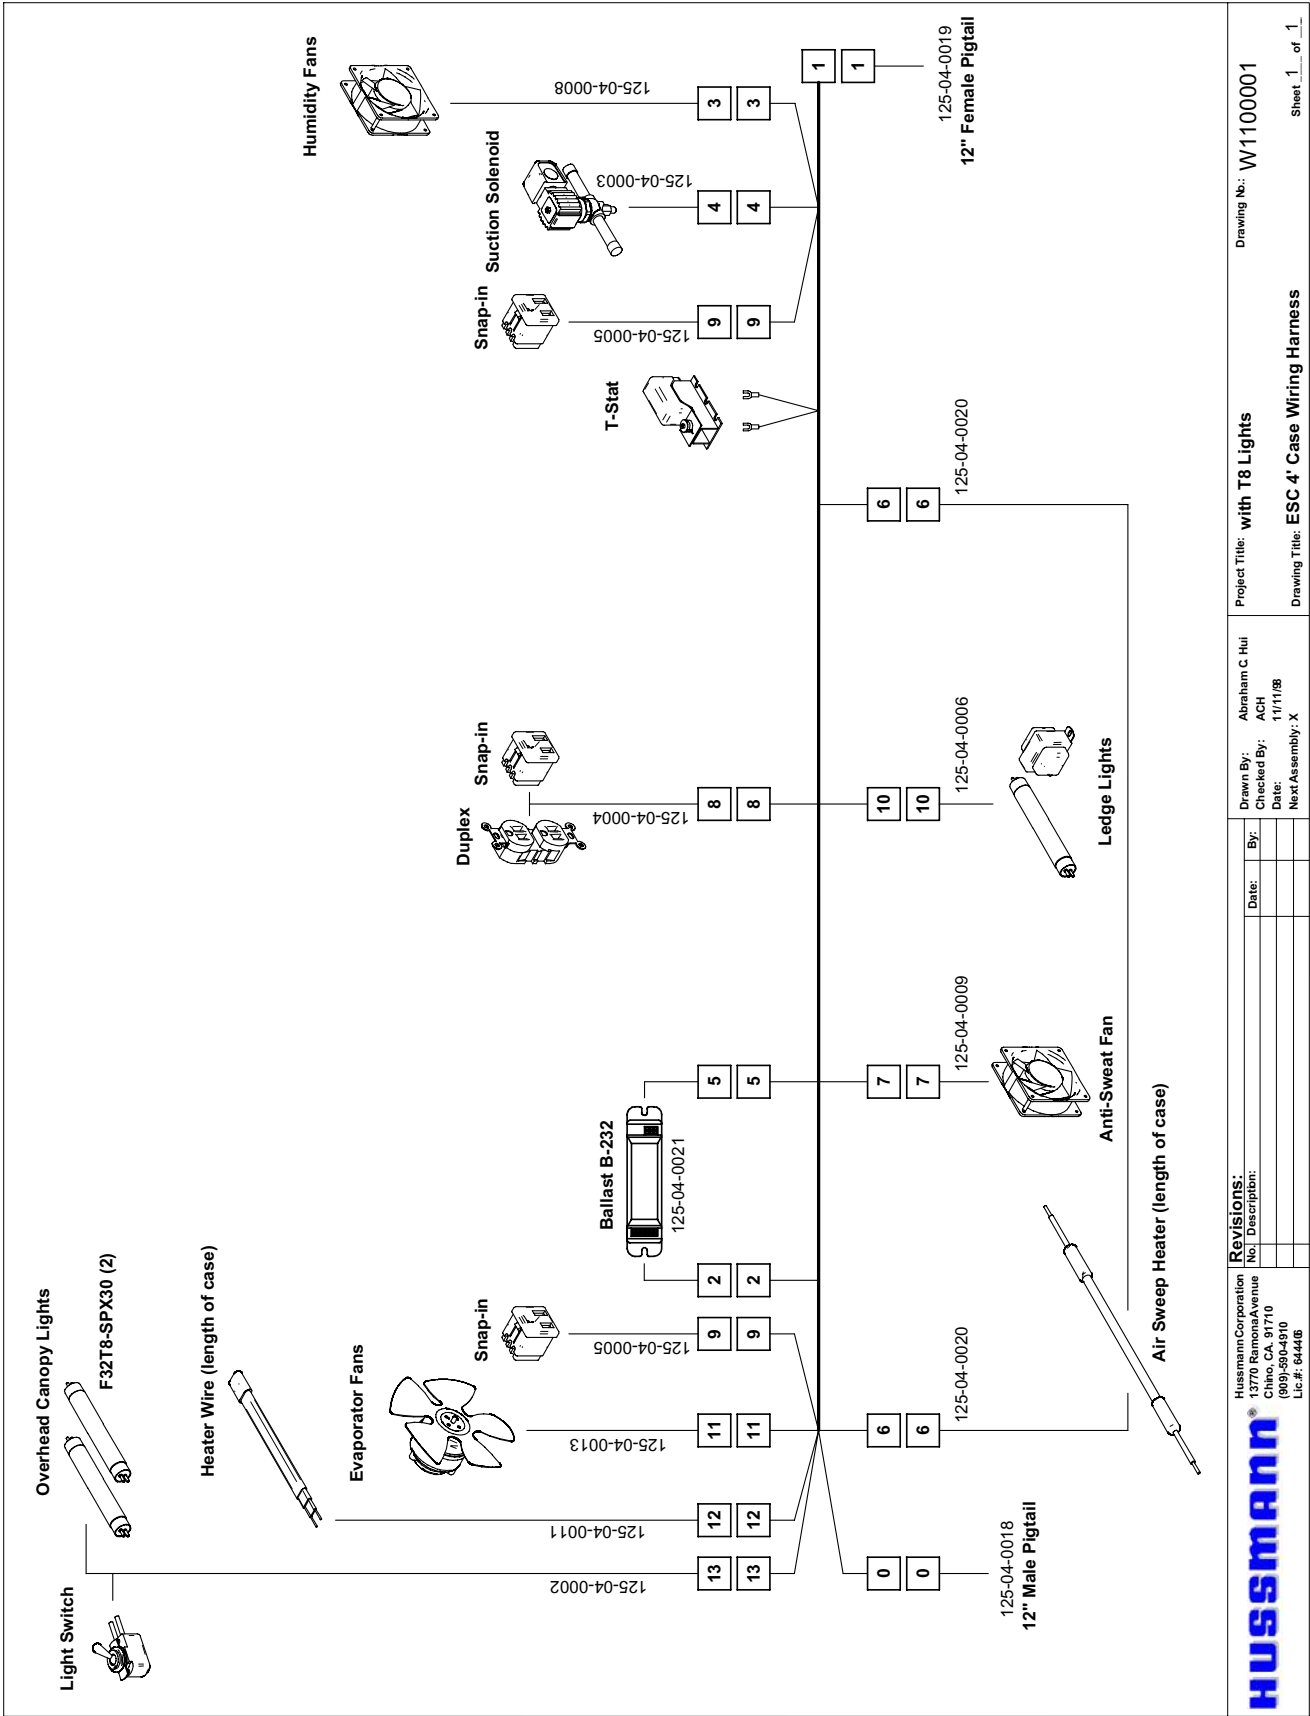 Overhead Canopy Lights
F32T8-SPX30 (2)
Light Switch
Heater Wire (length of case)
Evaporator Fans
Snap-in
Ballast B-232
125-04-0021
Duplex
Snap-in
T-Stat
Snap-in
Suction Solenoid
Humidity Fans
125-04-0002
125-04-0011
125-04-0013
125-04-0005
125-04-0004
125-04-0005
125-04-0003
125-04-0008
13
12
11
9
2
5
8
9
4
3
13
12
11
9
2
5
8
9
4
3
1
1
125-04-0019
12" Female Pigtail
0
6
7
10
6
0
6
7
10
6
125-04-0018
12" Male Pigtail
125-04-0020
125-04-0009
125-04-0006
125-04-0020
Anti-Sweat Fan
Ledge Lights
Air Sweep Heater (length of case)
HUSSMANN®
Hussmann Corporation
13770 Ramona Avenue
Chino, CA. 91710
(909)-590-4910
Lic.#: 644406
Revisions:
No. Description: Date: By:
Drawn By: Abraham C. Hui
Checked By: ACH
Date: 11/11/98
Next Assembly: X
Project Title: with T8 Lights
Drawing Title: ESC 4' Case Wiring Harness
Drawing No.: W1100001
Sheet 1 of 1